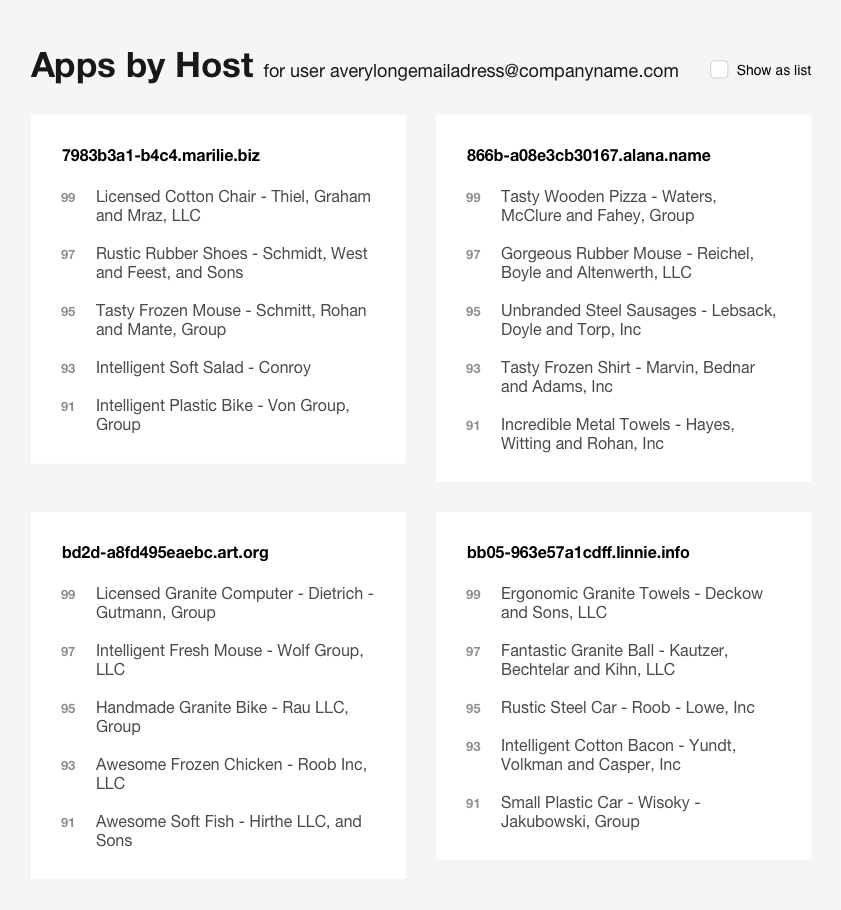 Apps by Host for user averylongemailadress@companyname.com
Show as list
7983b3a1-b4c4.marilie.biz
99 Licensed Cotton Chair - Thiel, Graham
and Mraz, LLC
97 Rustic Rubber Shoes - Schmidt, West
and Feest, and Sons
95 Tasty Frozen Mouse - Schmitt, Rohan
and Mante, Group
93 Intelligent Soft Salad - Conroy
91 Intelligent Plastic Bike - Von Group,
Group
866b-a08e3cb30167.alana.name
99 Tasty Wooden Pizza - Waters,
McClure and Fahey, Group
97 Gorgeous Rubber Mouse - Reichel,
Boyle and Altenwerth, LLC
95 Unbranded Steel Sausages - Lebsack,
Doyle and Torp, Inc
93 Tasty Frozen Shirt - Marvin, Bednar
and Adams, Inc
91 Incredible Metal Towels - Hayes,
Witting and Rohan, Inc
bd2d-a8fd495eaebc.art.org
99 Licensed Granite Computer - Dietrich -
Gutmann, Group
97 Intelligent Fresh Mouse - Wolf Group,
LLC
95 Handmade Granite Bike - Rau LLC,
Group
93 Awesome Frozen Chicken - Roob Inc,
LLC
91 Awesome Soft Fish - Hirthe LLC, and
Sons
bb05-963e57a1cdff.linnie.info
99 Ergonomic Granite Towels - Deckow
and Sons, LLC
97 Fantastic Granite Ball - Kautzer,
Bechtelar and Kihn, LLC
95 Rustic Steel Car - Roob - Lowe, Inc
93 Intelligent Cotton Bacon - Yundt,
Volkman and Casper, Inc
91 Small Plastic Car - Wisoky -
Jakubowski, Group